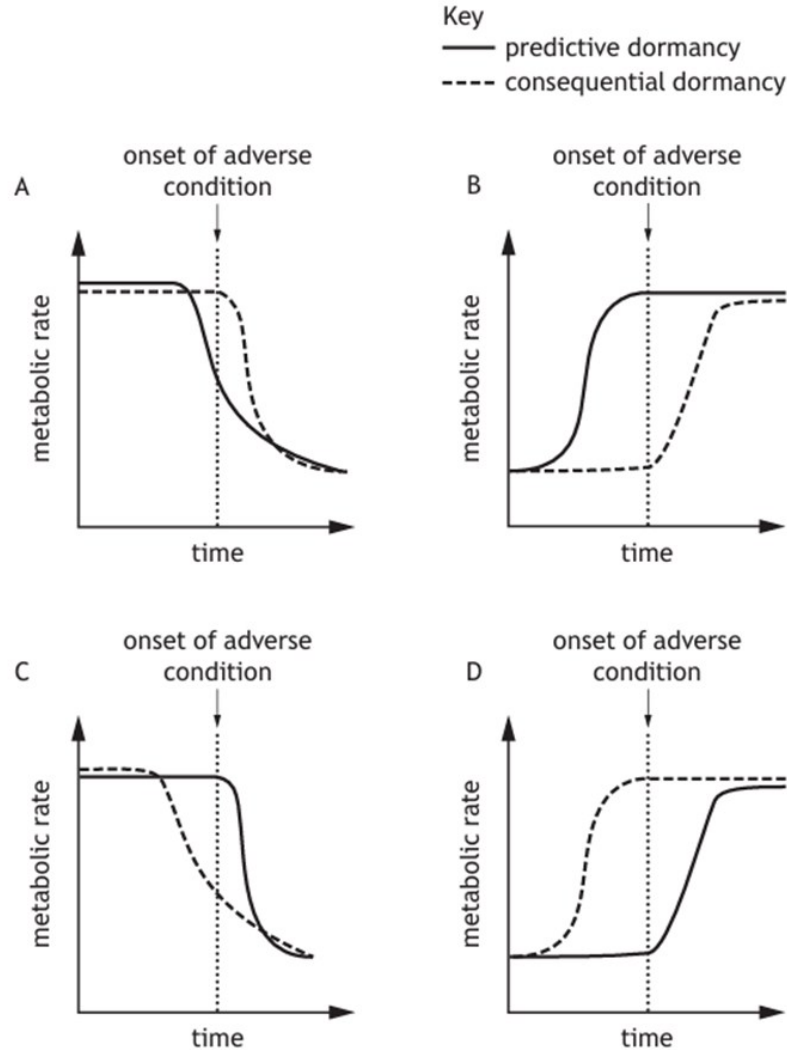 Key
predictive dormancy
consequential dormancy
A
onset of adverse
condition
metabolic rate
time
B
onset of adverse
condition
metabolic rate
time
C
onset of adverse
condition
metabolic rate
time
D
onset of adverse
condition
metabolic rate
time